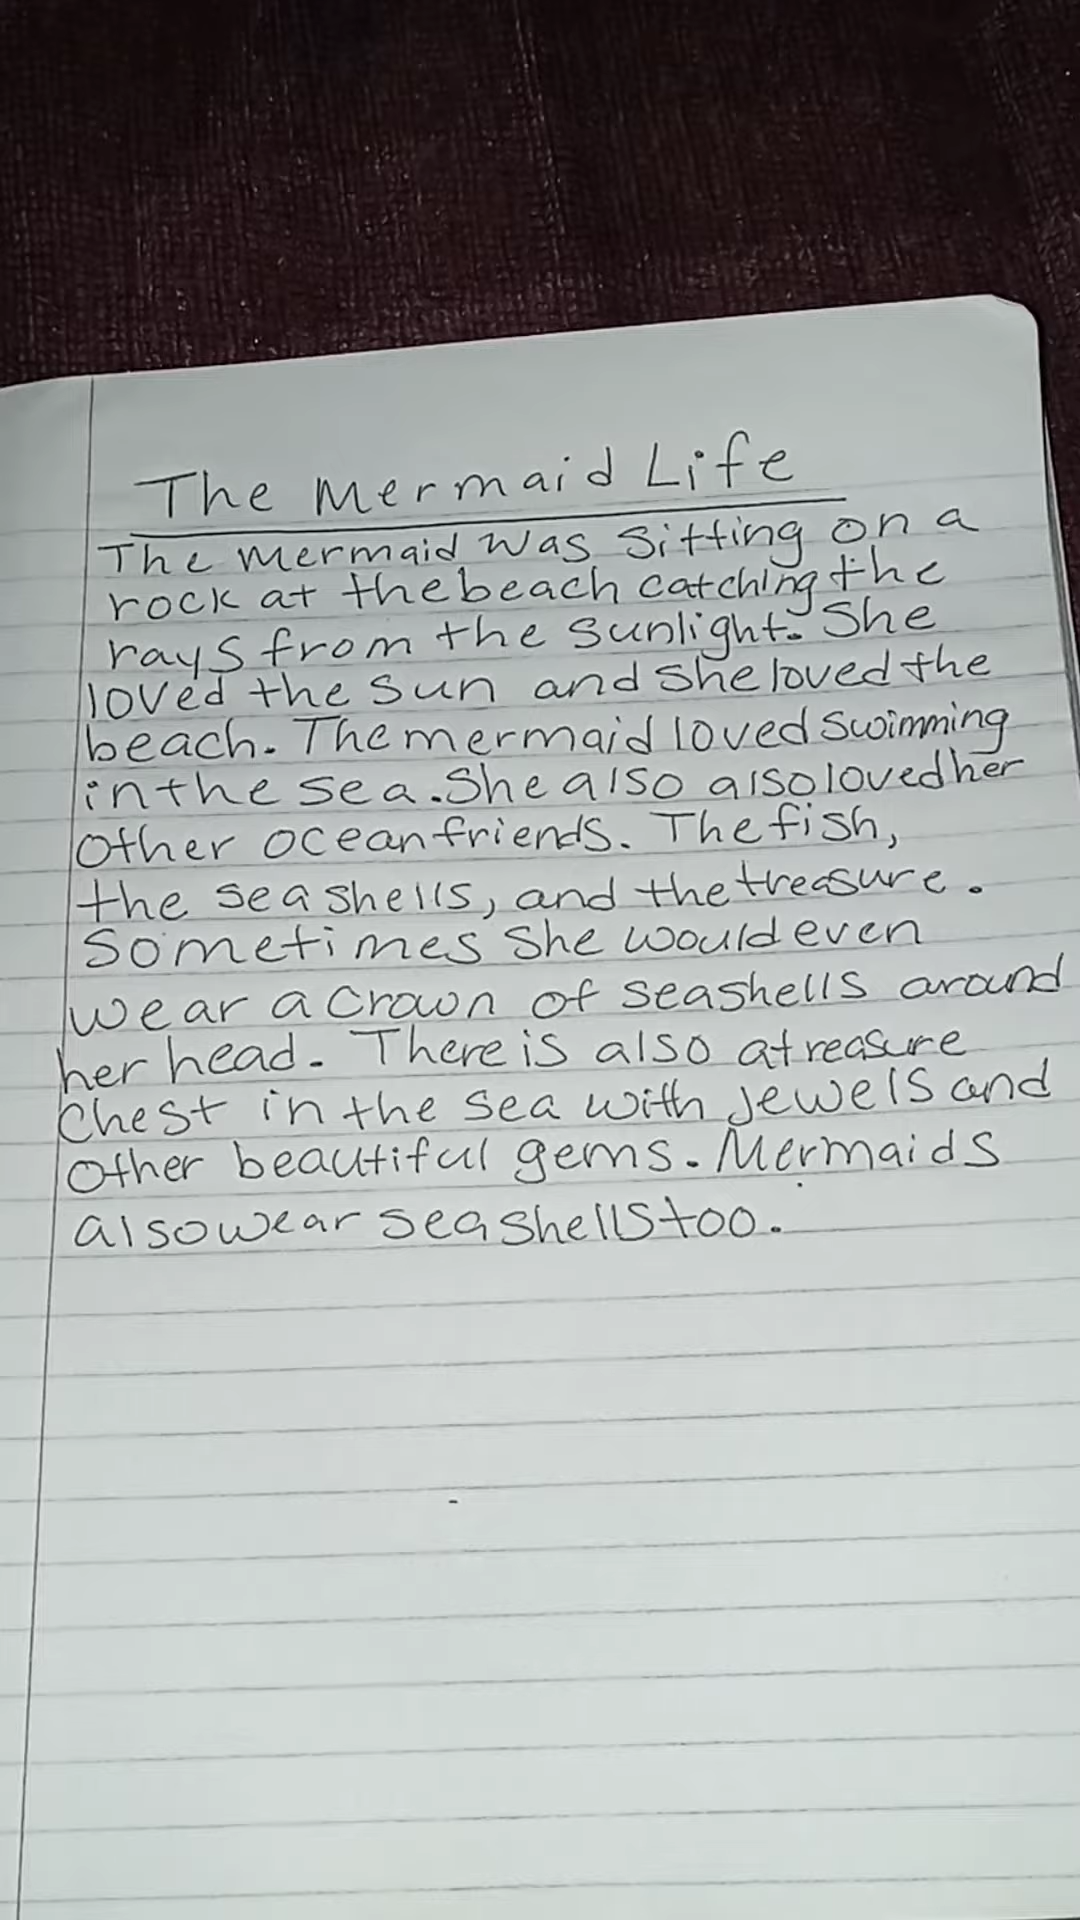 The Mermaid Life
The mermaid was sitting on a
rock at the beach catching the
rays from the sunlight. She
loved the sun and she loved the
beach. The mermaid loved swimming
in the sea. She also also loved her
other ocean friends. The fish,
the seashells, and the treasure.
Sometimes she would even
wear a crown of seashells around
her head. There is also a treasure
chest in the sea with jewels and
other beautiful gems. Mermaids
also wear seashells too.